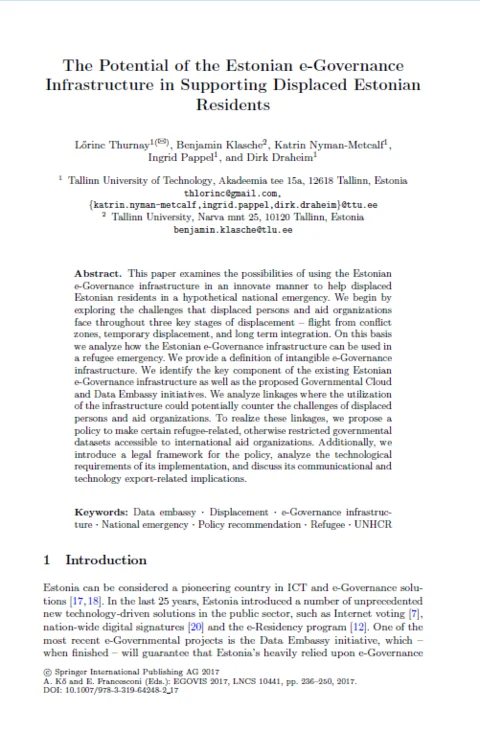 The Potential of the Estonian e-Governance
Infrastructure in Supporting Displaced Estonian
Residents
Lőrinc Thurnay1(✉), Benjamin Klasche2, Katrin Nyman-Metcalf1,
Ingrid Pappel1, and Dirk Draheim1
1 Tallinn University of Technology, Akadeemia tee 15a, 12618 Tallinn, Estonia
thlorinc@gmail.com,
{katrin.nyman-metcalf,ingrid.pappel,dirk.draheim}@ttu.ee
2 Tallinn University, Narva mnt 25, 10120 Tallinn, Estonia
benjamin.klasche@tlu.ee
Abstract. This paper examines the possibilities of using the Estonian
e-Governance infrastructure in an innovate manner to help displaced
Estonian residents in a hypothetical national emergency. We begin by
exploring the challenges that displaced persons and aid organizations
face throughout three key stages of displacement – flight from conflict
zones, temporary displacement, and long term integration. On this basis
we analyze how the Estonian e-Governance infrastructure can be used in
a refugee emergency. We provide a definition of intangible e-Governance
infrastructure. We identify the key component of the existing Estonian
e-Governance infrastructure as well as the proposed Governmental Cloud
and Data Embassy initiatives. We analyze linkages where the utilization
of the infrastructure could potentially counter the challenges of displaced
persons and aid organizations. To realize these linkages, we propose a
policy to make certain refugee-related, otherwise restricted governmental
datasets accessible to international aid organizations. Additionally, we
introduce a legal framework for the policy, analyze the technological
requirements of its implementation, and discuss its communicational and
technology export-related implications.
Keywords: Data embassy · Displacement · e-Governance infrastruc-
ture · National emergency · Policy recommendation · Refugee · UNHCR
1 Introduction
Estonia can be considered a pioneering country in ICT and e-Governance solu-
tions [17,18]. In the last 25 years, Estonia introduced a number of unprecedented
new technology-driven solutions in the public sector, such as Internet voting [7],
nation-wide digital signatures [20] and the e-Residency program [12]. One of the
most recent e-Governmental projects is the Data Embassy initiative, which –
when finished – will guarantee that Estonia's heavily relied upon e-Governance
© Springer International Publishing AG 2017
A. Kő and E. Francesconi (Eds.): EGOVIS 2017, LNCS 10441, pp. 236–250, 2017.
DOI: 10.1007/978-3-319-64248-2_17